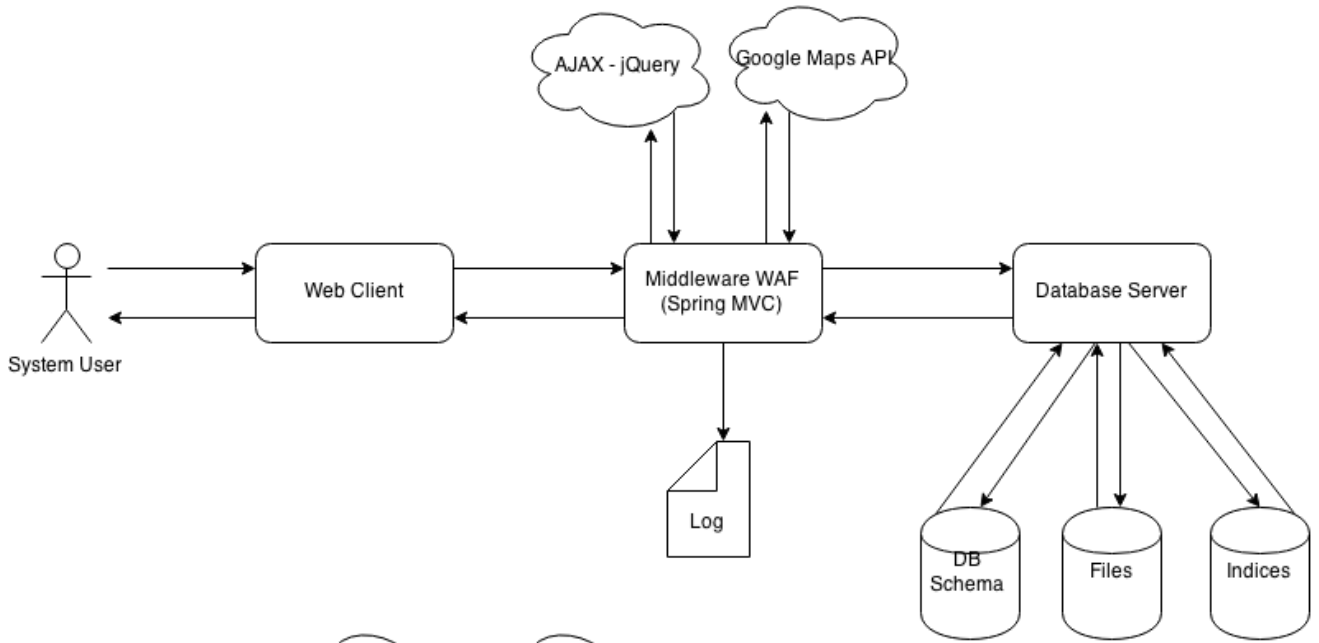 AJAX - jQuery
Google Maps API
System User
Web Client
Middleware WAF
(Spring MVC)
Database Server
Log
DB
Schema
Files
Indices